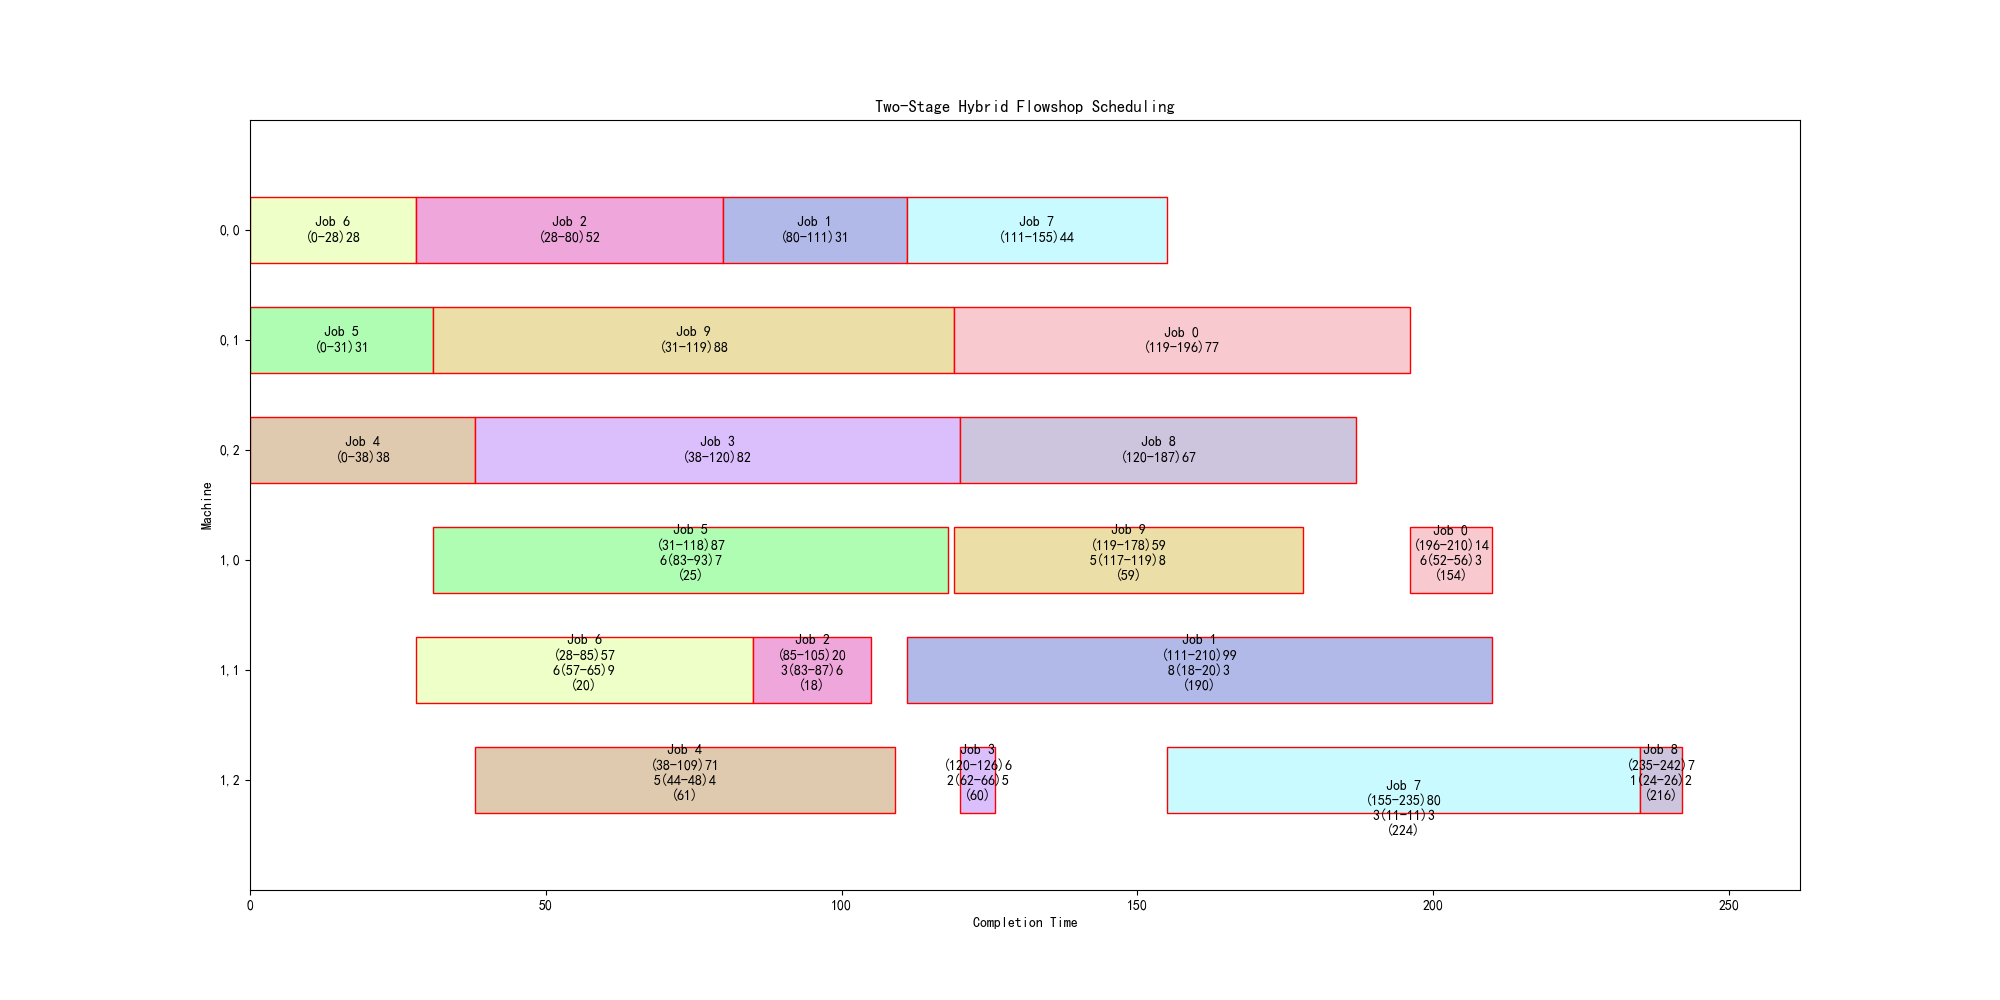 Two-Stage Hybrid Flowshop Scheduling
0,0
Job 6
(0-28)28
Job 2
(28-80)52
Job 1
(80-111)31
Job 7
(111-155)44
0,1
Job 5
(0-31)31
Job 9
(31-119)88
Job 0
(119-196)77
0,2
Job 4
(0-38)38
Job 3
(38-120)82
Job 8
(120-187)67
Machine
1,0
Job 5
(31-118)87
6(83-93)7
(25)
Job 9
(119-178)59
5(117-119)8
(59)
Job 0
(196-210)14
6(52-56)3
(154)
1,1
Job 6
(28-85)57
6(57-65)9
(20)
Job 2
(85-105)20
3(83-87)6
(18)
Job 1
(111-210)99
8(18-20)3
(190)
1,2
Job 4
(38-109)71
5(44-48)4
(61)
Job 3
(120-126)6
2(62-66)5
(60)
Job 7
(155-235)80
3(11-11)3
(224)
Job 8
(235-242)7
1(24-26)2
(216)
0
50
100
150
200
250
Completion Time